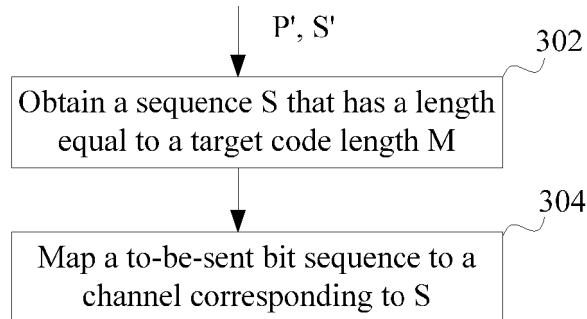 P', S'
302
Obtain a sequence S that has a length
equal to a target code length M
304
Map a to-be-sent bit sequence to a
channel corresponding to S